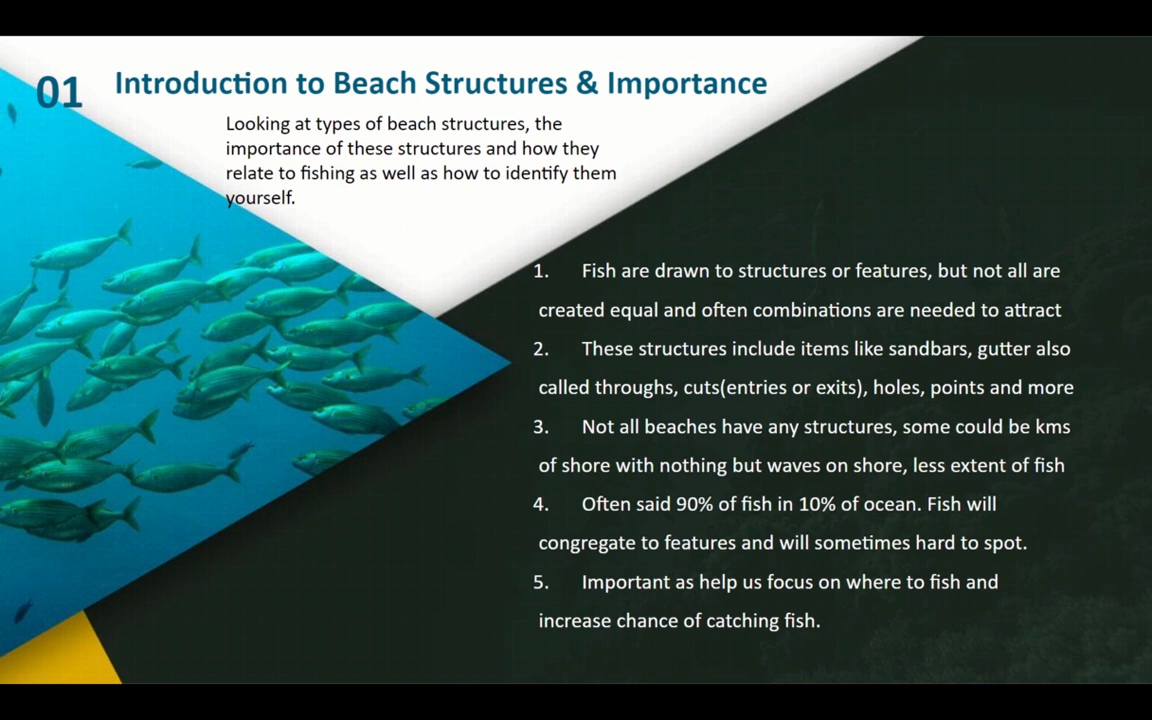 01
Introduction to Beach Structures & Importance
Looking at types of beach structures, the
importance of these structures and how they
relate to fishing as well as how to identify them
yourself.
1. Fish are drawn to structures or features, but not all are
created equal and often combinations are needed to attract
2. These structures include items like sandbars, gutter also
called throughs, cuts(entries or exits), holes, points and more
3. Not all beaches have any structures, some could be kms
of shore with nothing but waves on shore, less extent of fish
4. Often said 90% of fish in 10% of ocean. Fish will
congregate to features and will sometimes hard to spot.
5. Important as help us focus on where to fish and
increase chance of catching fish.